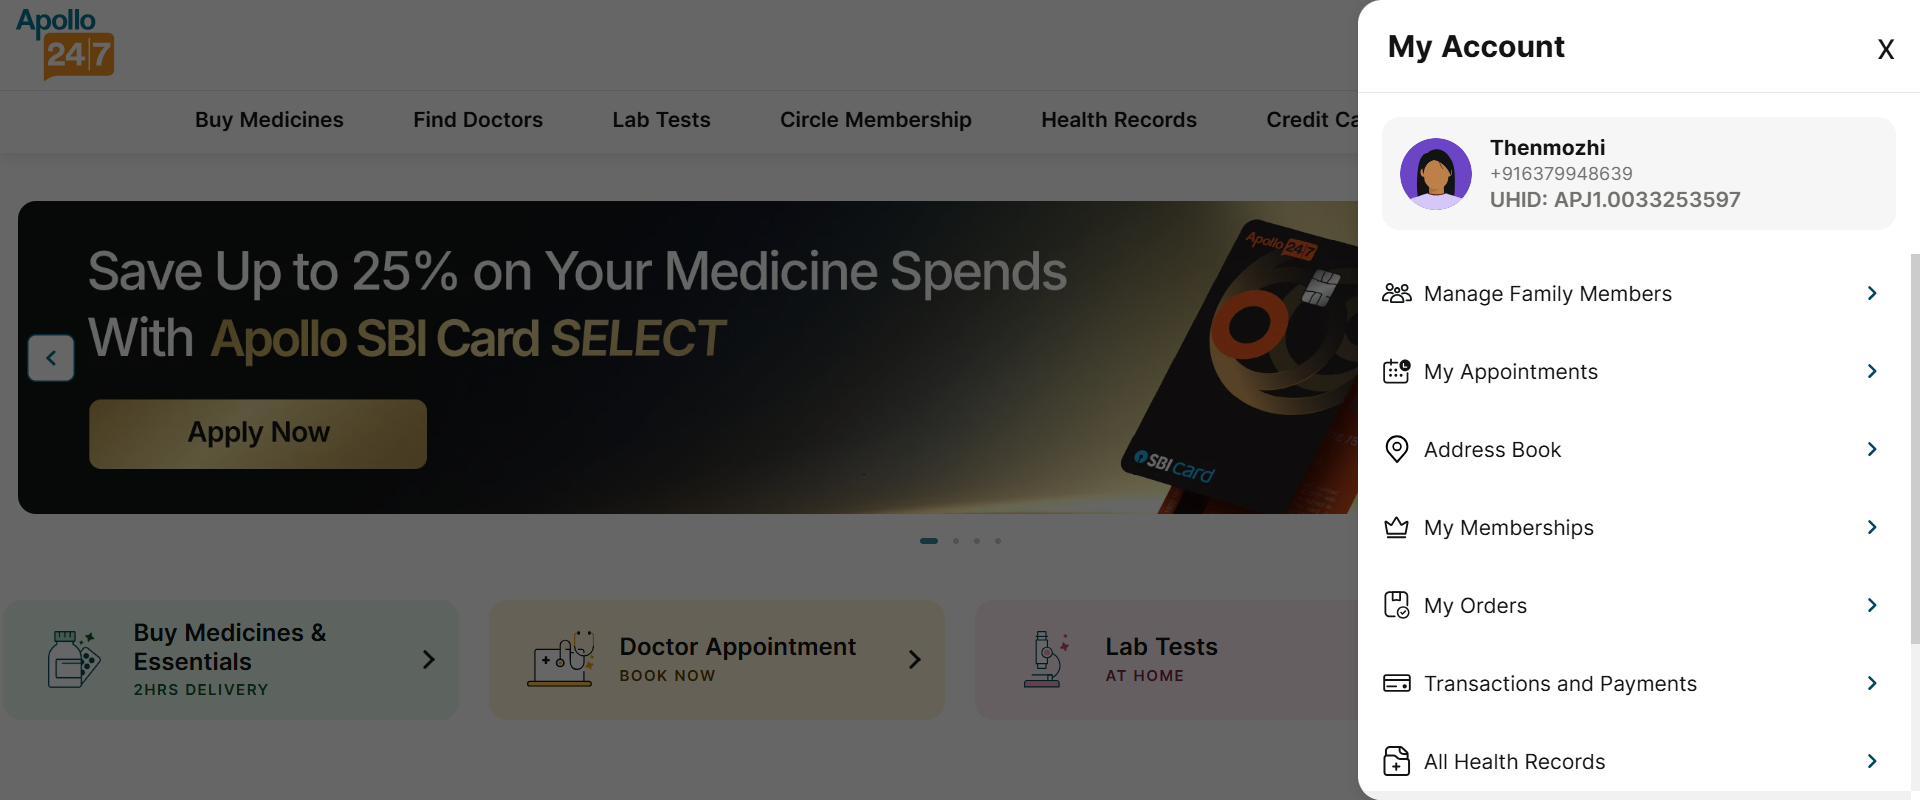 Apollo
24|7
Buy Medicines
Find Doctors
Lab Tests
Circle Membership
Health Records
Credit Ca
Save Up to 25% on Your Medicine Spends
With Apollo SBI Card SELECT
Apply Now
Apollo 24|7
SBI card
Buy Medicines &
Essentials
2HRS DELIVERY
Doctor Appointment
BOOK NOW
Lab Tests
AT HOME
My Account
X
Thenmozhi
+916379948639
UHID: APJ1.0033253597
Manage Family Members
My Appointments
Address Book
My Memberships
My Orders
Transactions and Payments
All Health Records